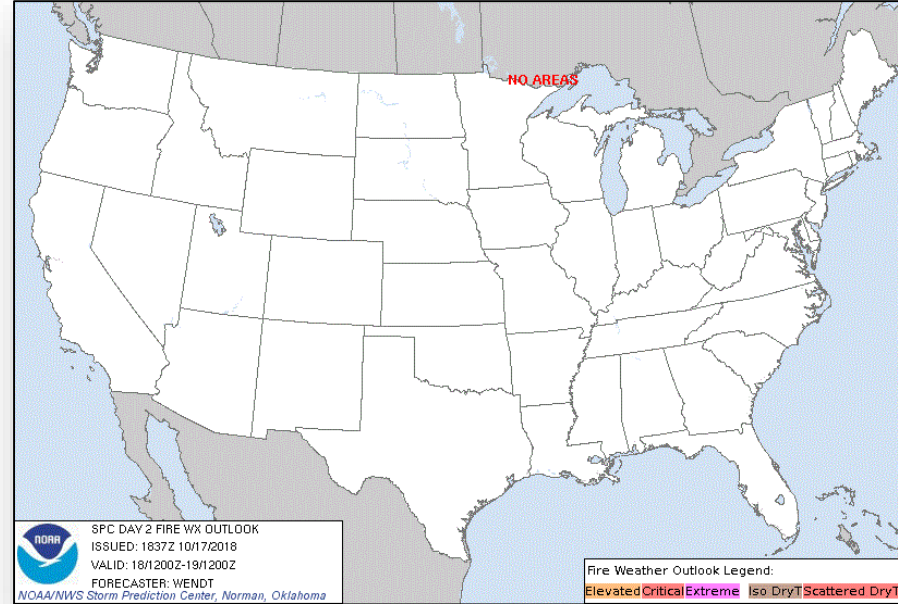 NO AREAS
NOAA
SPC DAY 2 FIRE WX OUTLOOK
ISSUED: 1837Z 10/17/2018
VALID: 18/1200Z-19/1200Z
FORECASTER: WENDT
NOAA/NWS Storm Prediction Center, Norman, Oklahoma
Fire Weather Outlook Legend:
Elevated Critical Extreme Iso DryT Scattered DryT